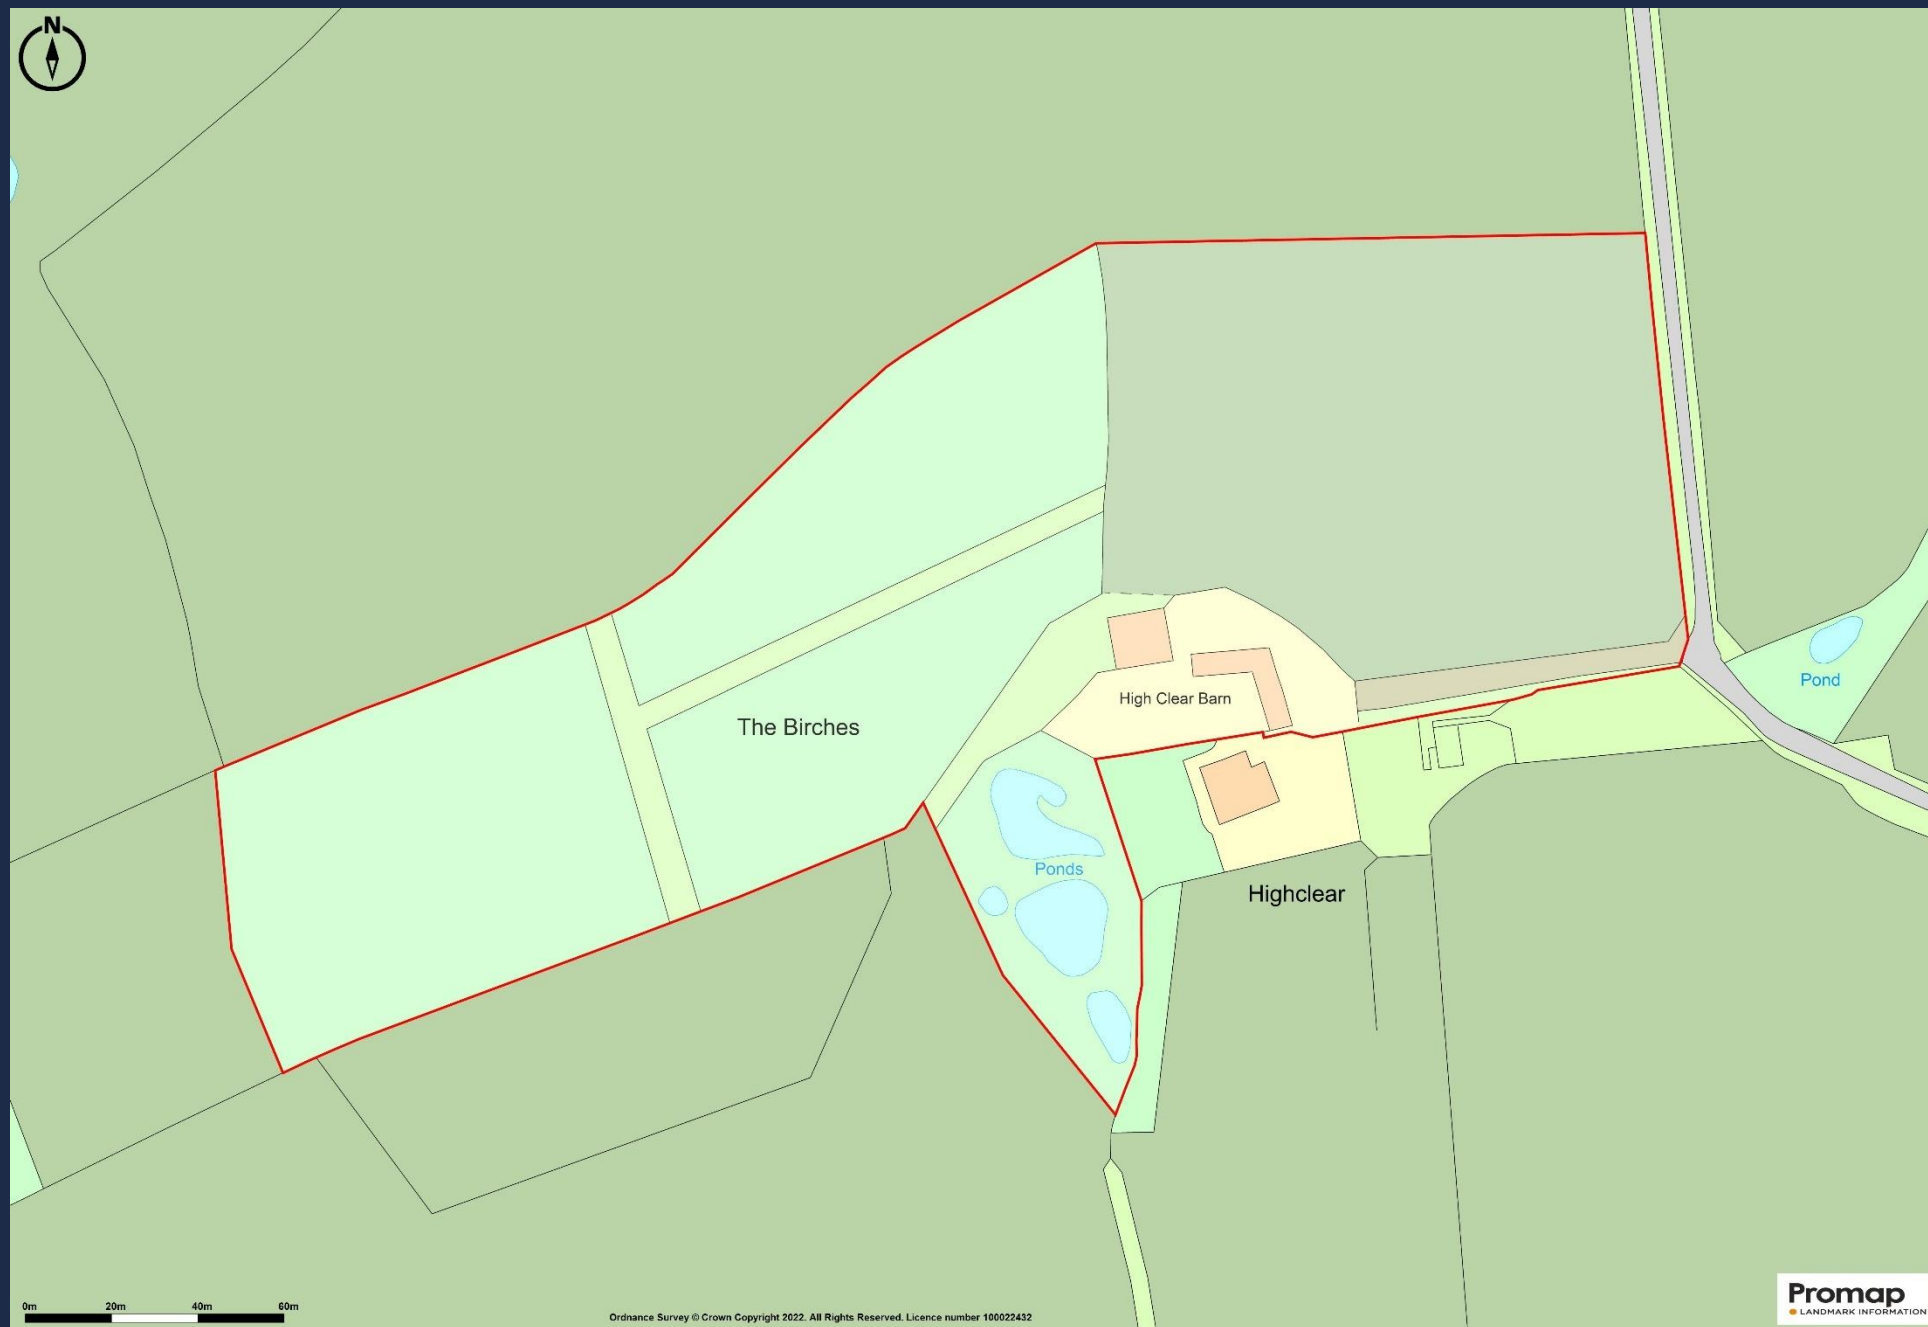 N
High Clear Barn
Pond
The Birches
Ponds
Highclear
0m 20m 40m 60m
Ordnance Survey © Crown Copyright 2022. All Rights Reserved. Licence number 100022432
Promap
LANDMARK INFORMATION